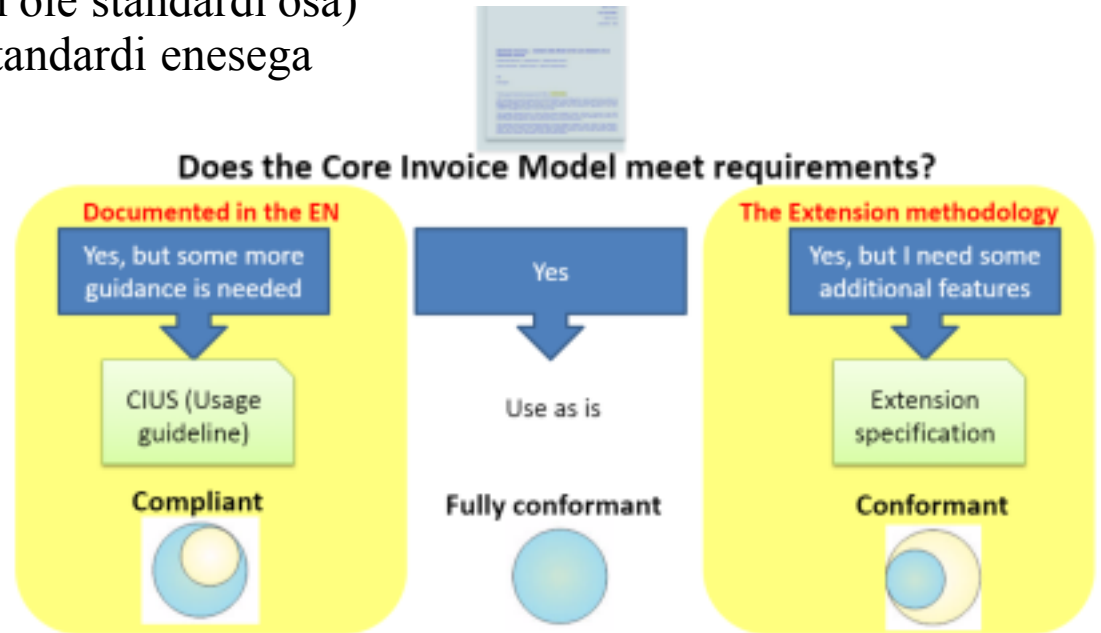 ole standardi osa)
standardi enesega
Does the Core Invoice Model meet requirements?
Documented in the EN
Yes, but some more
guidance is needed
CIUS (Usage
guideline)
Compliant
Yes
Use as is
Fully conformant
The Extension methodology
Yes, but I need some
additional features
Extension
specification
Conformant